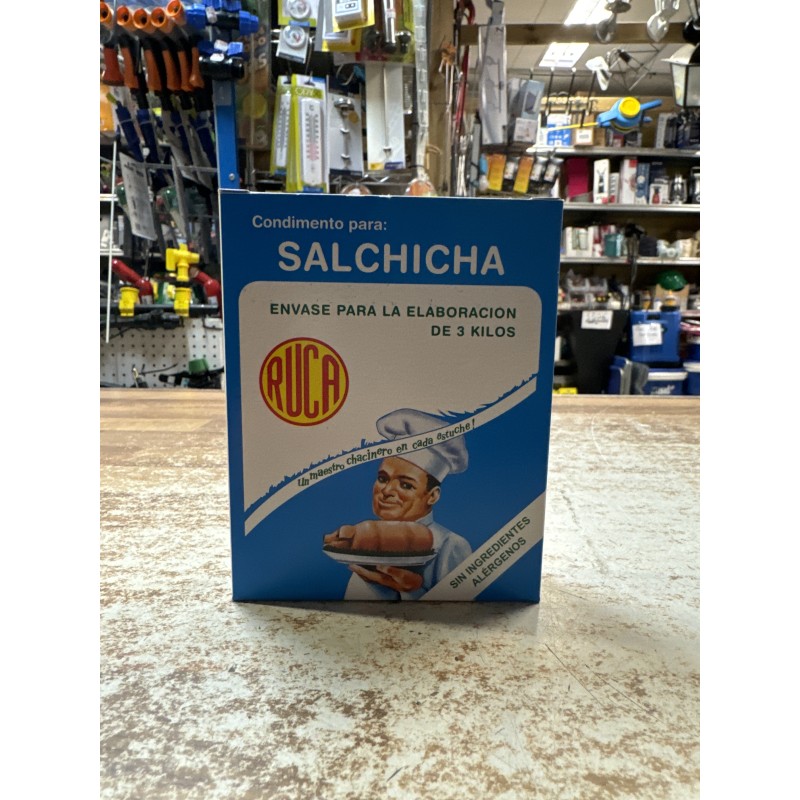 Condimento para:
SALCHICHA
ENVASE PARA LA ELABORACION
DE 3 KILOS
RUCA
Un maestro chacinero en cada estuche!
SIN INGREDIENTES
ALÉRGENOS